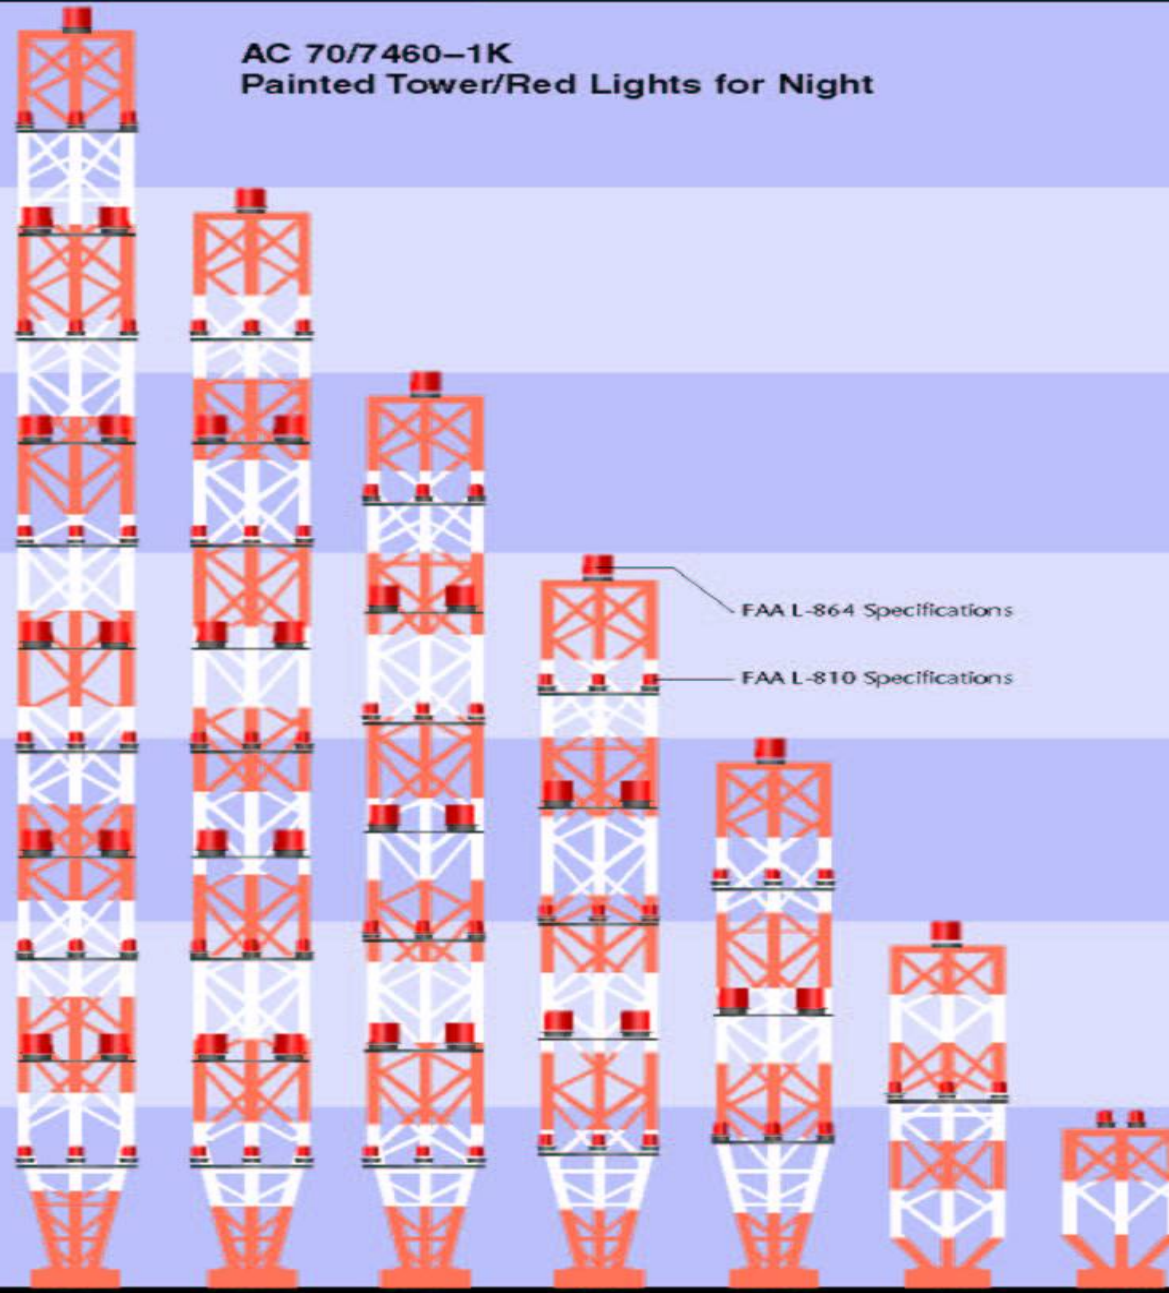 AC 70/7460–1K
Painted Tower/Red Lights for Night
FAA L-864 Specifications
FAA L-810 Specifications